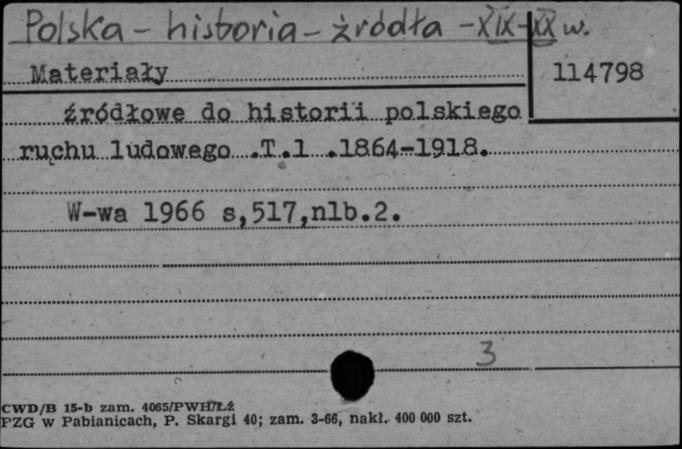 Polska - historia - źródła - XIX-XX w.
Materiały
114798
źródłowe do historii polskiego
ruchu ludowego .T.1 .1864-1918.
W-wa 1966 s,517,nlb.2.
3
CWD/B 15-b zam. 4065/PWH/Łź
PZG w Pabianicach, P. Skargi 40; zam. 3-66, nakł. 400 000 szt.